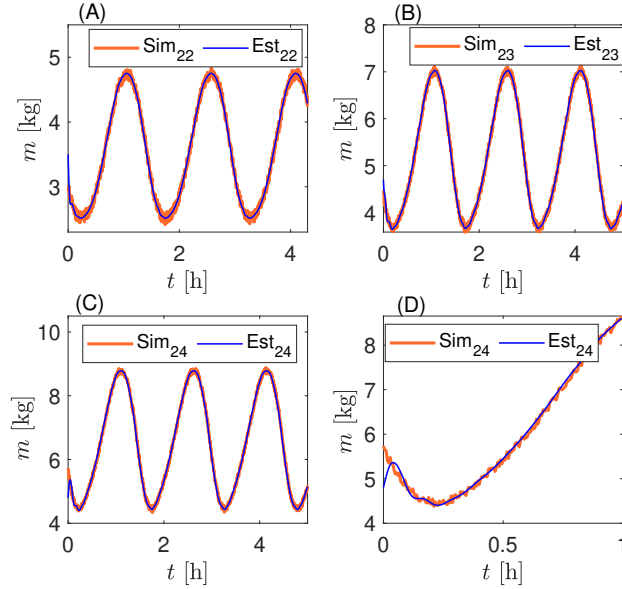 (A)
Sim22 Est22
5
4
3
m [kg]
0 2 4
t [h]
(B)
Sim23 Est23
8
7
6
5
4
m [kg]
0 2 4
t [h]
(C)
Sim24 Est24
10
8
6
4
m [kg]
0 2 4
t [h]
(D)
Sim24 Est24
8
7
6
5
4
m [kg]
0 0.5 1
t [h]